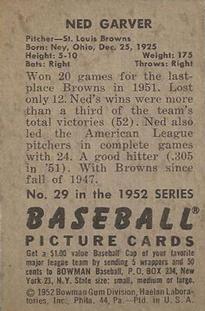 NED GARVER
Pitcher—St. Louis Browns
Born: Ney, Ohio, Dec. 25, 1925
Height: 5-10 Weight: 175
Bats: Right Throws: Right
Won 20 games for the last-
place Browns in 1951. Lost
only 12. Ned's wins were more
than a third of the team's
total victories (52). Ned also
led the American League
pitchers in complete games
with 24. A good hitter (.305
in '51). With Browns since
fall of 1947.
No. 29 in the 1952 SERIES
BASEBALL
PICTURE CARDS
Get a $1.00 value Baseball Cap of your favorite
major league team by sending 5 wrappers and 50
cents to BOWMAN Baseball, P.O. BOX 234, New
York 23, N.Y. State size: small, medium or large.
©1952 Bowman Gum Division, Haelan Labora-
tories, Inc., Phila. 44, Pa.—Ptd. in U. S. A.